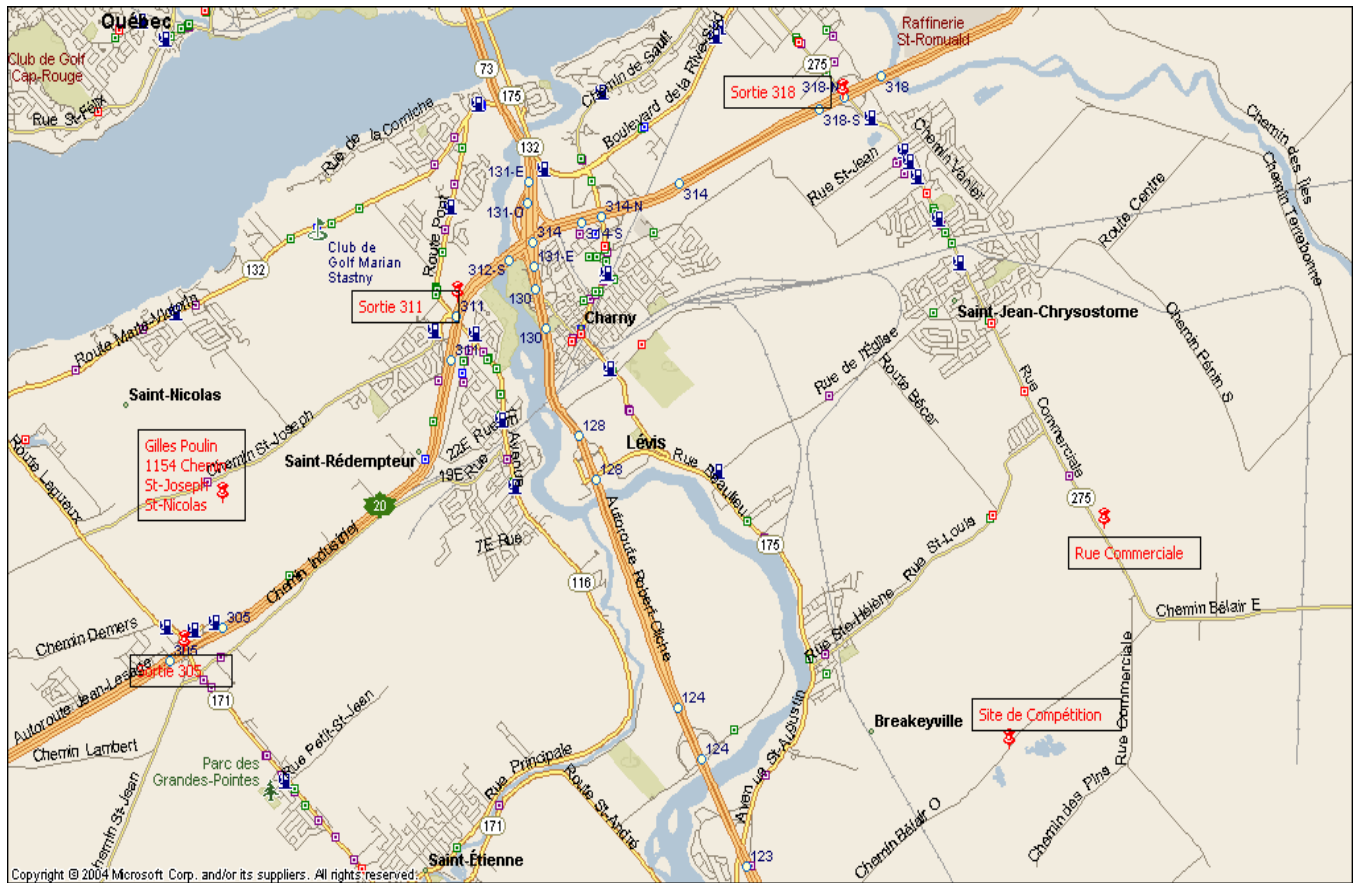 Québec
Raffinerie
St-Romuald
Club de Golf
Cap-Rouge
73
Chemin de Sault
Boulevard de la Rive-Sud
275
Sortie 318
318-N
318
175
318-S
Rue St-Félix
Rue de la Corniche
132
Chemin Vanier
Chemin des Îles
Chemin Terrebonne
131-E
Rue St-Jean
314
Route Centre
131-O
314-N
Route Pont
314
314-S
Club de
Golf Marian
Stastny
132
312-S
131-E
Sortie 311
311
130
Charny
Saint-Jean-Chrysostome
Route Marie-Victorin
130
311
Chemin Pénin S
Rue de l'Église
Route Bécar
Rue Commerciale
Saint-Nicolas
Chemin St-Joseph
1E Avenue
22E Rue
128
Lévis
Gilles Poulin
1154 Chemin
St-Joseph
St-Nicolas
Saint-Rédempteur
19E Rue
128
Rue Beaulieu
Route Lagueux
20
275
Autoroute Robert-Cliche
Rue St-Louis
7E Rue
175
Rue Commerciale
Chemin Industriel
116
Rue Ste-Hélène
Chemin Bélair E
305
Chemin Demers
305
Sortie 305
Autoroute Jean-Lesage
171
124
Rue Commerciale
Site de Compétition
Breakeyville
Rue Petit-St-Jean
Avenue St-Augustin
Chemin Lambert
124
Parc des
Grandes-Pointes
Rue Principale
Route St-André
Chemin des Pins
Chemin Bélair O
Chemin St-Jean
171
Saint-Étienne
123
Copyright © 2004 Microsoft Corp. and/or its suppliers. All rights reserved.